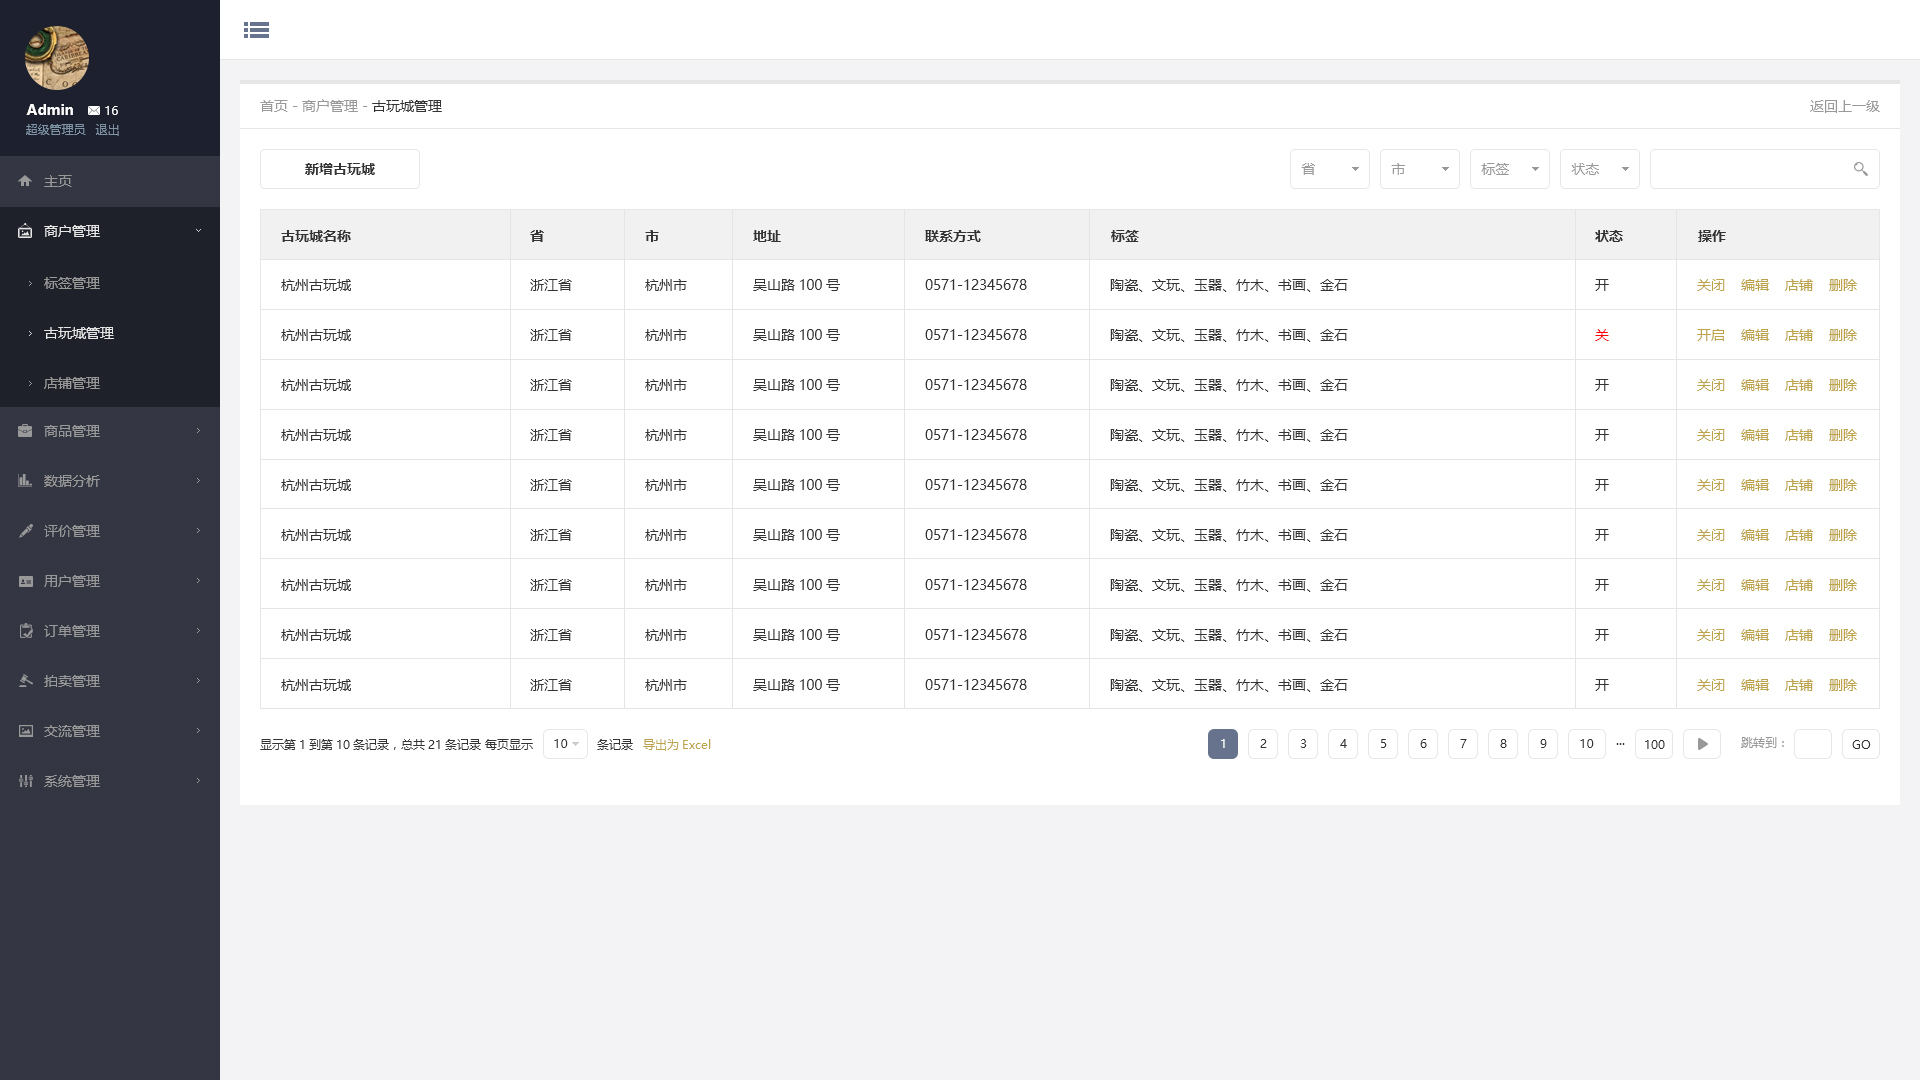 Admin 16
超级管理员 退出
主页
商户管理
标签管理
古玩城管理
店铺管理
商品管理
数据分析
评价管理
用户管理
订单管理
拍卖管理
交流管理
系统管理
首页 - 商户管理 - 古玩城管理 返回上一级
新增古玩城 省 市 标签 状态
古玩城名称 省 市 地址 联系方式 标签 状态 操作
杭州古玩城 浙江省 杭州市 吴山路 100 号 0571-12345678 陶瓷、文玩、玉器、竹木、书画、金石 开 关闭 编辑 店铺 删除
杭州古玩城 浙江省 杭州市 吴山路 100 号 0571-12345678 陶瓷、文玩、玉器、竹木、书画、金石 关 开启 编辑 店铺 删除
杭州古玩城 浙江省 杭州市 吴山路 100 号 0571-12345678 陶瓷、文玩、玉器、竹木、书画、金石 开 关闭 编辑 店铺 删除
杭州古玩城 浙江省 杭州市 吴山路 100 号 0571-12345678 陶瓷、文玩、玉器、竹木、书画、金石 开 关闭 编辑 店铺 删除
杭州古玩城 浙江省 杭州市 吴山路 100 号 0571-12345678 陶瓷、文玩、玉器、竹木、书画、金石 开 关闭 编辑 店铺 删除
杭州古玩城 浙江省 杭州市 吴山路 100 号 0571-12345678 陶瓷、文玩、玉器、竹木、书画、金石 开 关闭 编辑 店铺 删除
杭州古玩城 浙江省 杭州市 吴山路 100 号 0571-12345678 陶瓷、文玩、玉器、竹木、书画、金石 开 关闭 编辑 店铺 删除
杭州古玩城 浙江省 杭州市 吴山路 100 号 0571-12345678 陶瓷、文玩、玉器、竹木、书画、金石 开 关闭 编辑 店铺 删除
杭州古玩城 浙江省 杭州市 吴山路 100 号 0571-12345678 陶瓷、文玩、玉器、竹木、书画、金石 开 关闭 编辑 店铺 删除
显示第 1 到第 10 条记录，总共 21 条记录 每页显示 10 条记录 导出为 Excel 1 2 3 4 5 6 7 8 9 10 ... 100 跳转到： GO